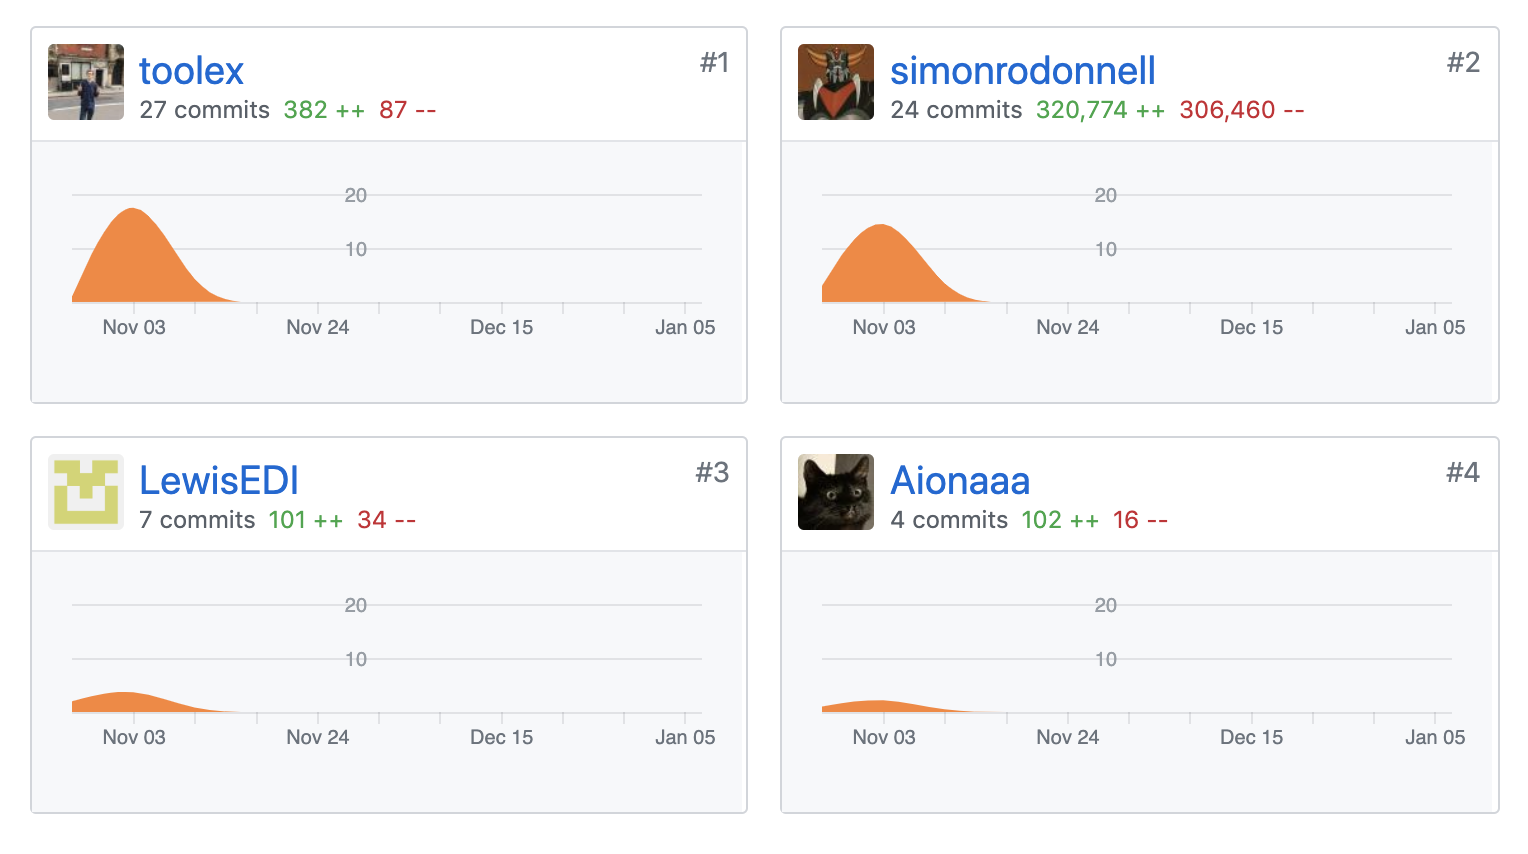 toolex
#1
27 commits 382 ++ 87 --
20
10
Nov 03 Nov 24 Dec 15 Jan 05
simonrodonnell
#2
24 commits 320,774 ++ 306,460 --
20
10
Nov 03 Nov 24 Dec 15 Jan 05
LewisEDI
#3
7 commits 101 ++ 34 --
20
10
Nov 03 Nov 24 Dec 15 Jan 05
Aionaaa
#4
4 commits 102 ++ 16 --
20
10
Nov 03 Nov 24 Dec 15 Jan 05